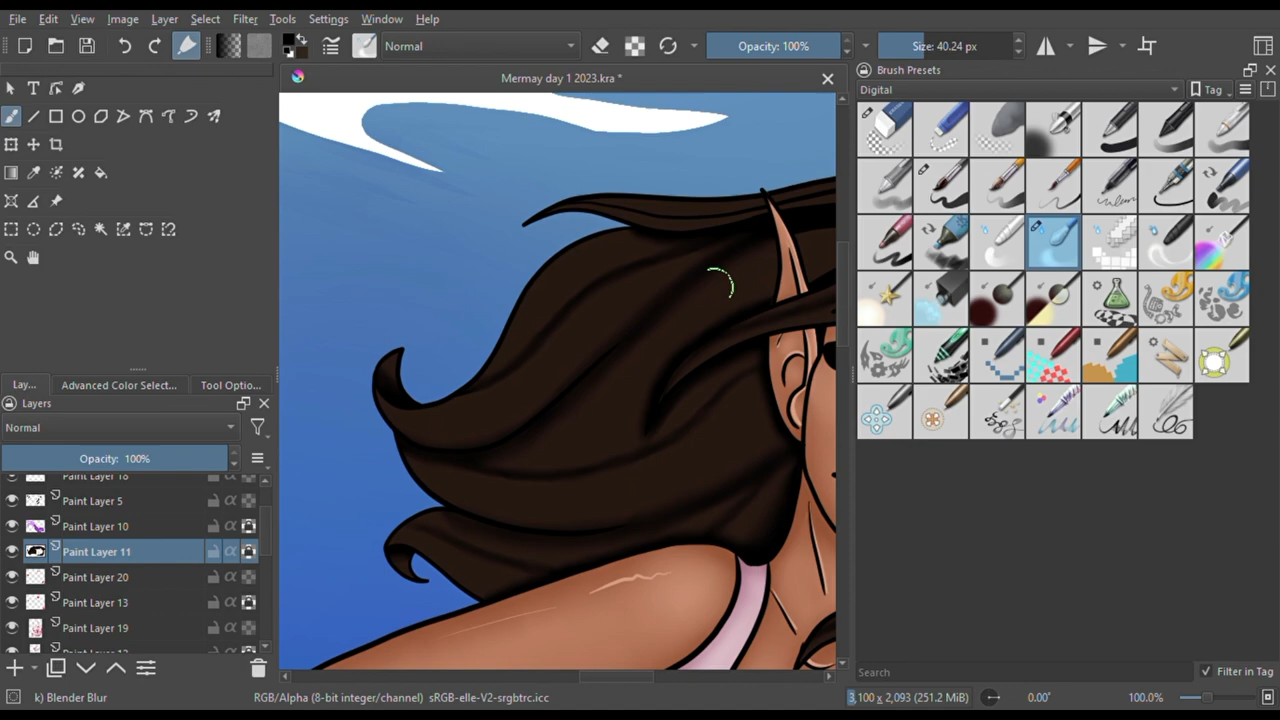 File Edit View Image Layer Select Filter Tools Settings Window Help
Normal Opacity: 100% Size: 40.24 px
Mermay day 1 2023.kra *
Brush Presets
Digital Tag
Lay... Advanced Color Select... Tool Optio...
Layers
Normal
Opacity: 100%
Paint Layer 18
Paint Layer 5
Paint Layer 10
Paint Layer 11
Paint Layer 20
Paint Layer 13
Paint Layer 19
Search Filter in Tag
k) Blender Blur RGB/Alpha (8-bit integer/channel) sRGB-elle-V2-srgbtrc.icc 3,100 x 2,093 (251.2 MiB) 0.00° 100.0%